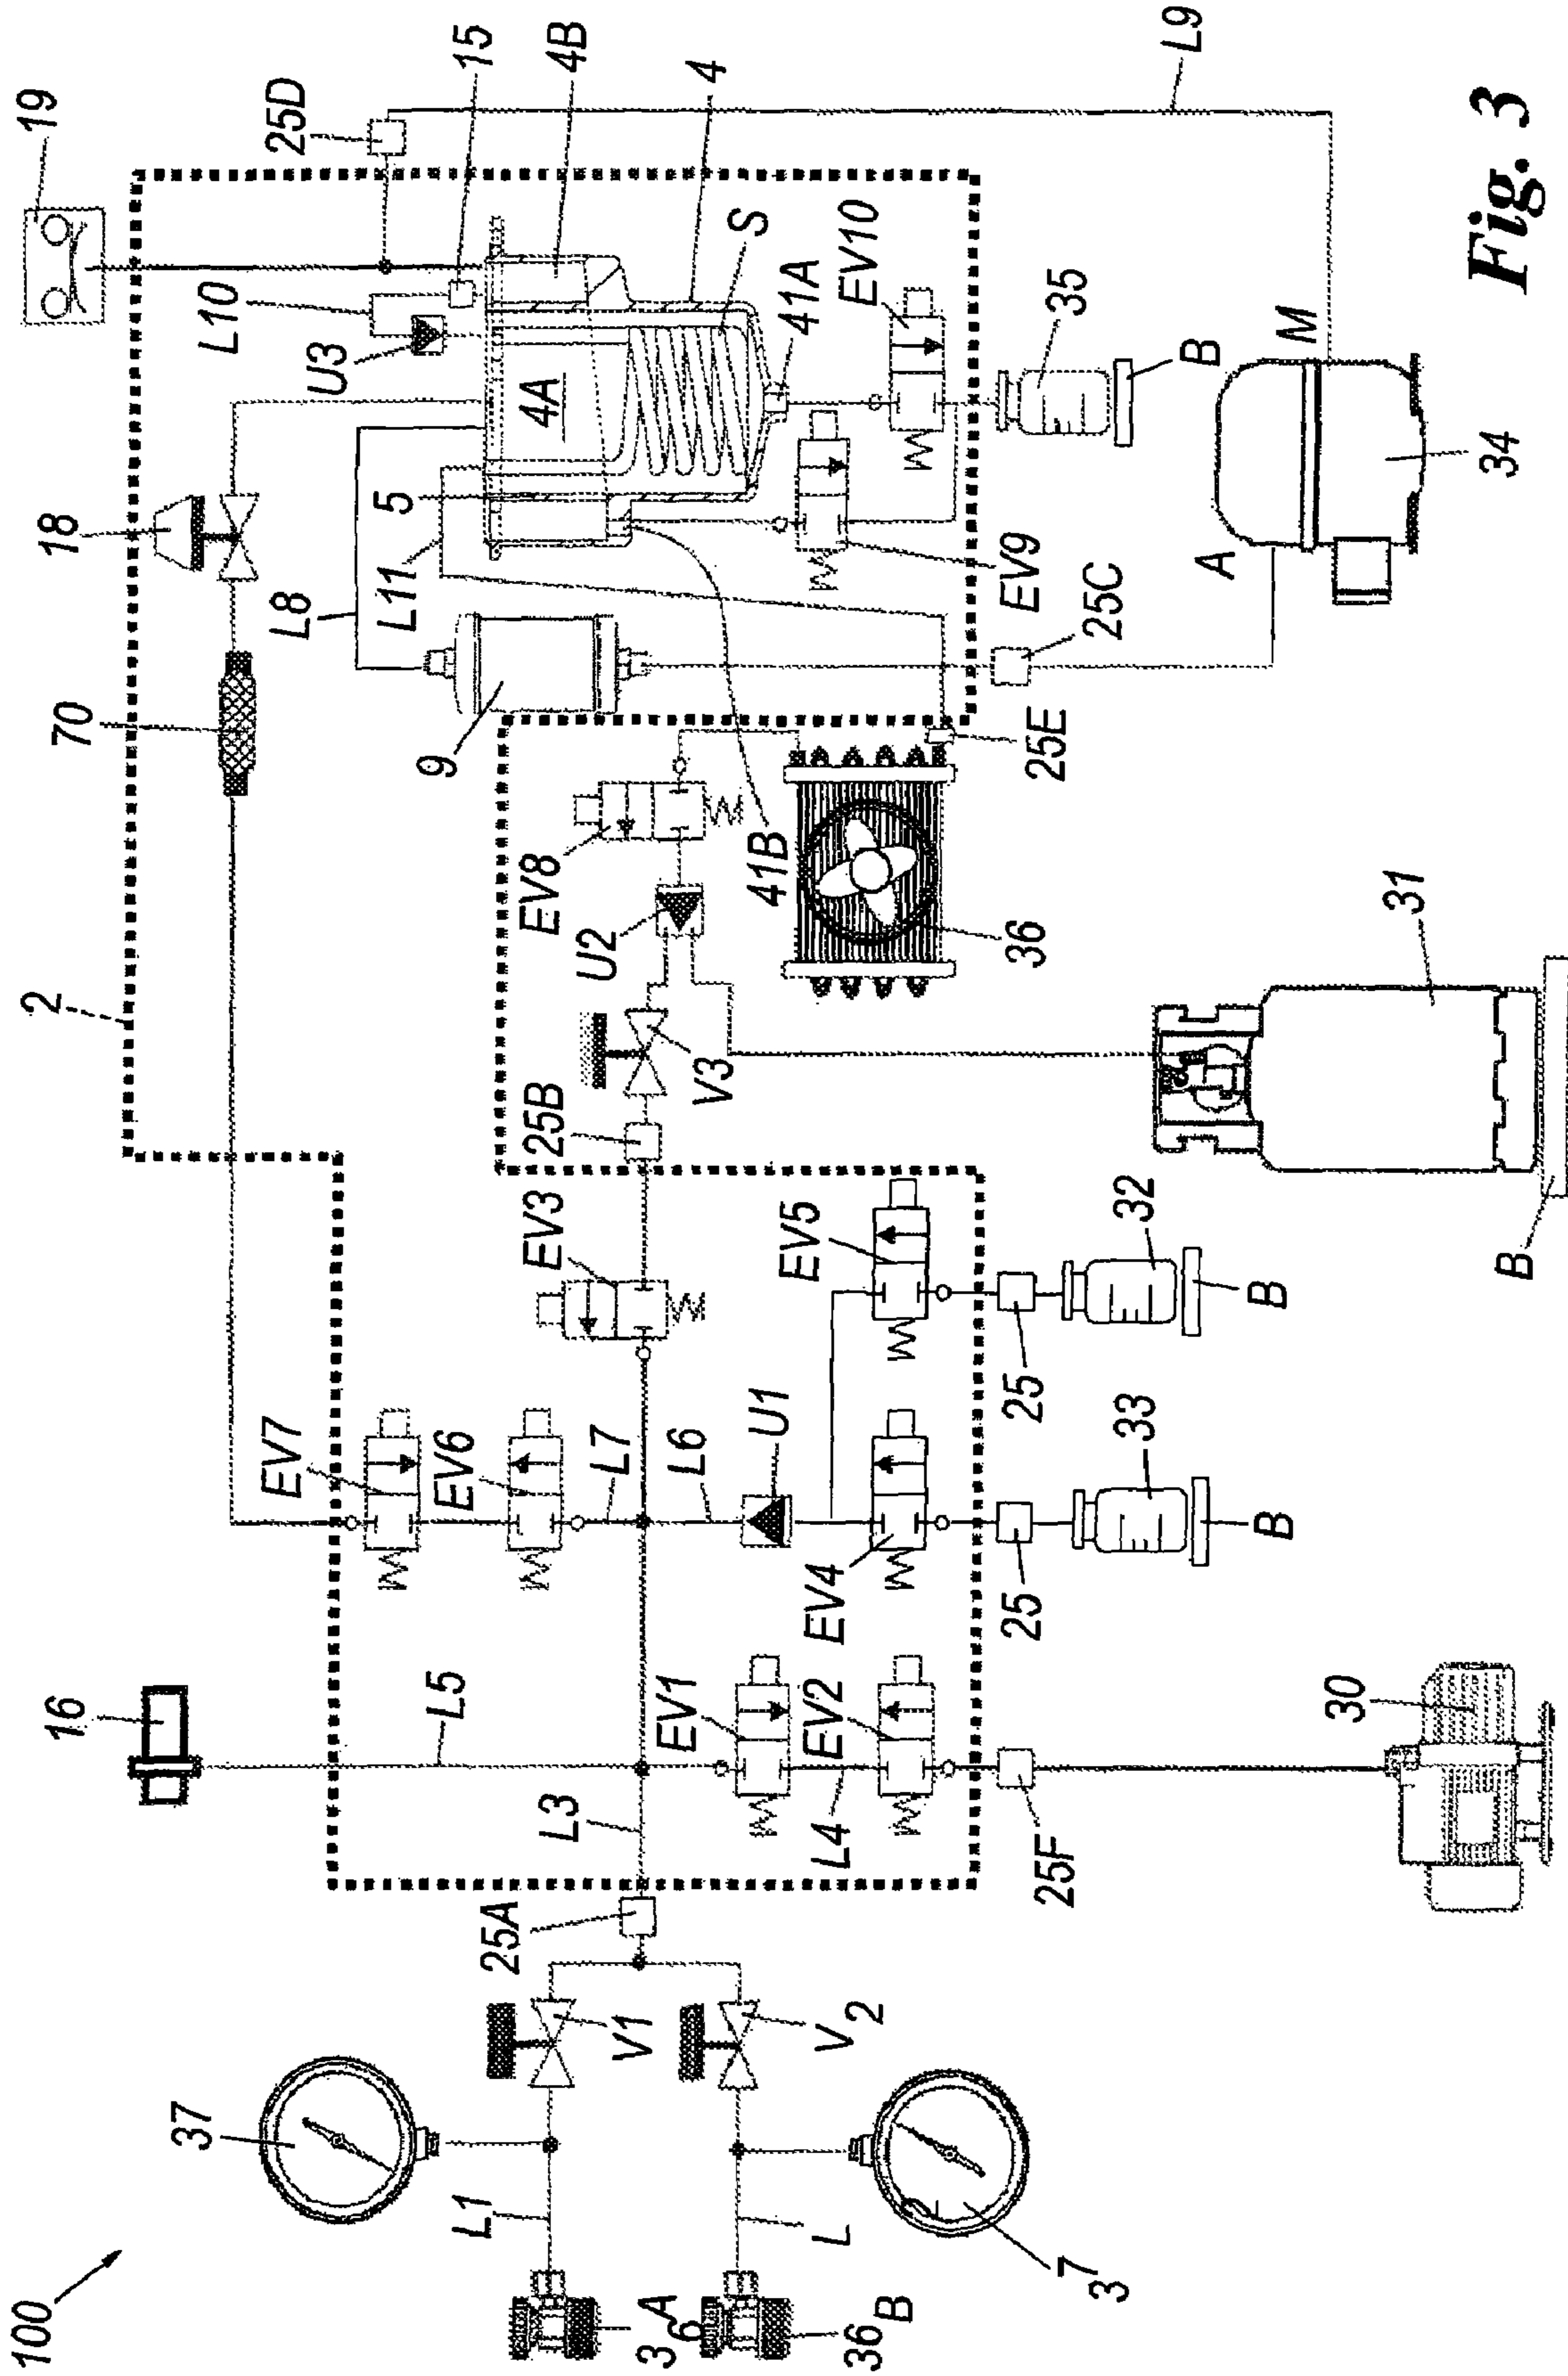 19
25D
15
4B
4
L9
Fig. 3
L10
U3
S
EV10
41A
35
B
M
34
A
4A
5
18
L8
L11
EV9
25C
70
9
25E
EV8
U2
41B
36
31
2
V3
25B
B
EV3
EV5
32
B
25
EV7
EV6
L7
L6
U1
33
B
25
EV4
16
L5
EV1
EV2
30
L3
L4
25F
25A
V1
V2
37
L1
L
37
36A
36B
100